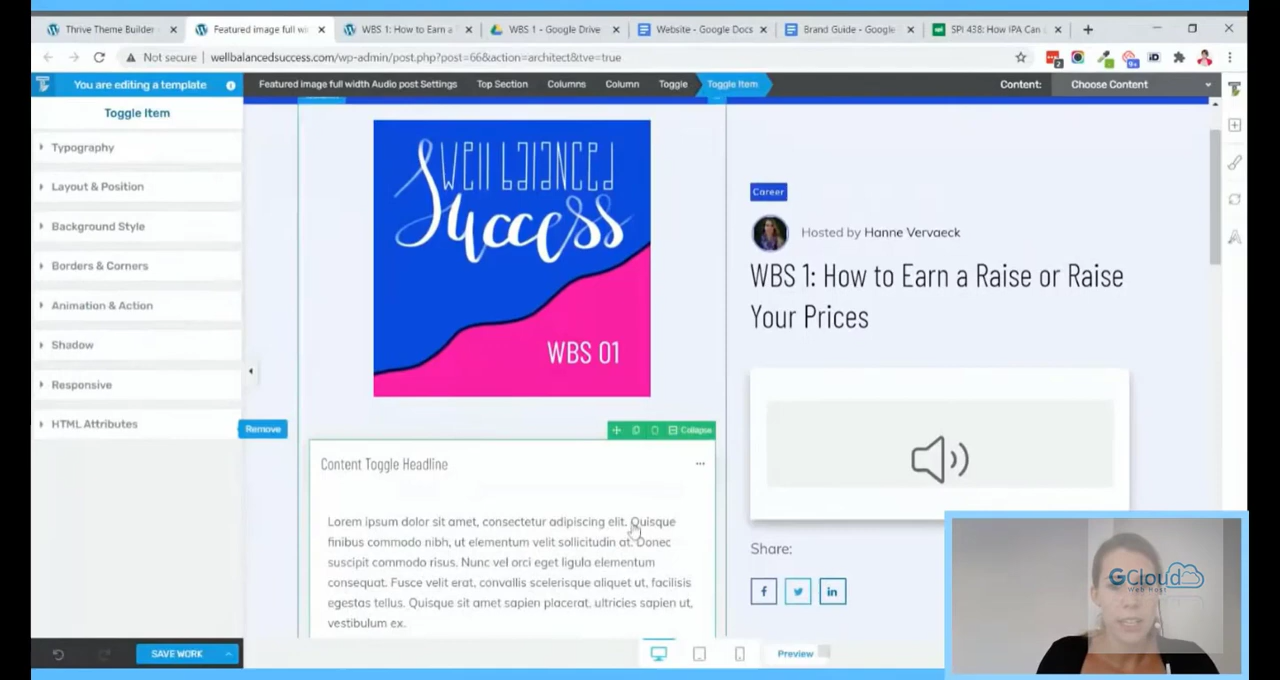 Thrive Theme Builder
Featured image full wi
WBS 1: How to Earn a
WBS 1 - Google Drive
Website - Google Docs
Brand Guide - Google
SPI 438: How IPA Can
Not secure
wellbalancedsuccess.com/wp-admin/post.php?post=66&action=architect&tve=true
You are editing a template
Featured image full width Audio post Settings
Top Section
Columns
Column
Toggle
Toggle Item
Content:
Choose Content
Toggle Item
Typography
Layout & Position
Background Style
Borders & Corners
Animation & Action
Shadow
Responsive
HTML Attributes
Remove
well balanced
Success
WBS 01
Collapse
Content Toggle Headline
Lorem ipsum dolor sit amet, consectetur adipiscing elit. Quisque
finibus commodo nibh, ut elementum velit sollicitudin at. Donec
suscipit commodo risus. Nunc vel orci eget ligula elementum
consequat. Fusce velit erat, convallis scelerisque aliquet ut, facilisis
egestas tellus. Quisque sit amet sapien placerat, ultricies sapien ut,
vestibulum ex.
Career
Hosted by Hanne Vervaeck
WBS 1: How to Earn a Raise or Raise
Your Prices
Share:
f
in
SAVE WORK
Preview
GCloud
Web Host